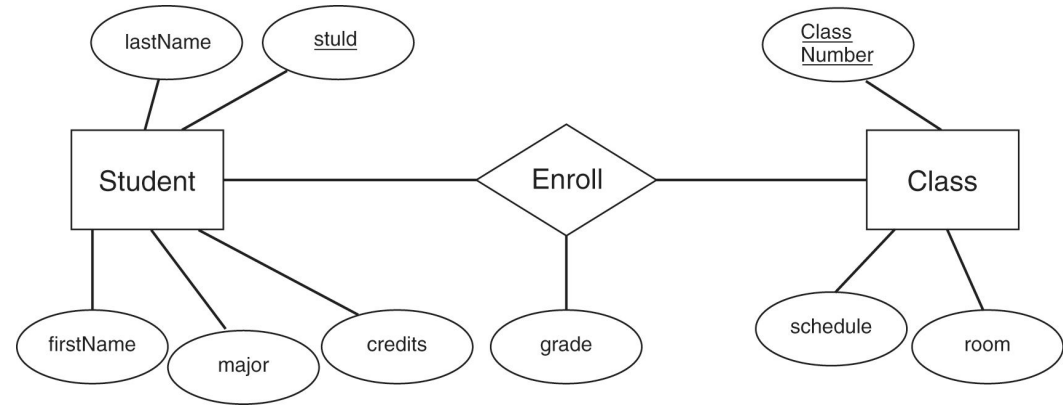 lastName
stuId
Class
Number
Student
Enroll
Class
firstName
major
credits
grade
schedule
room